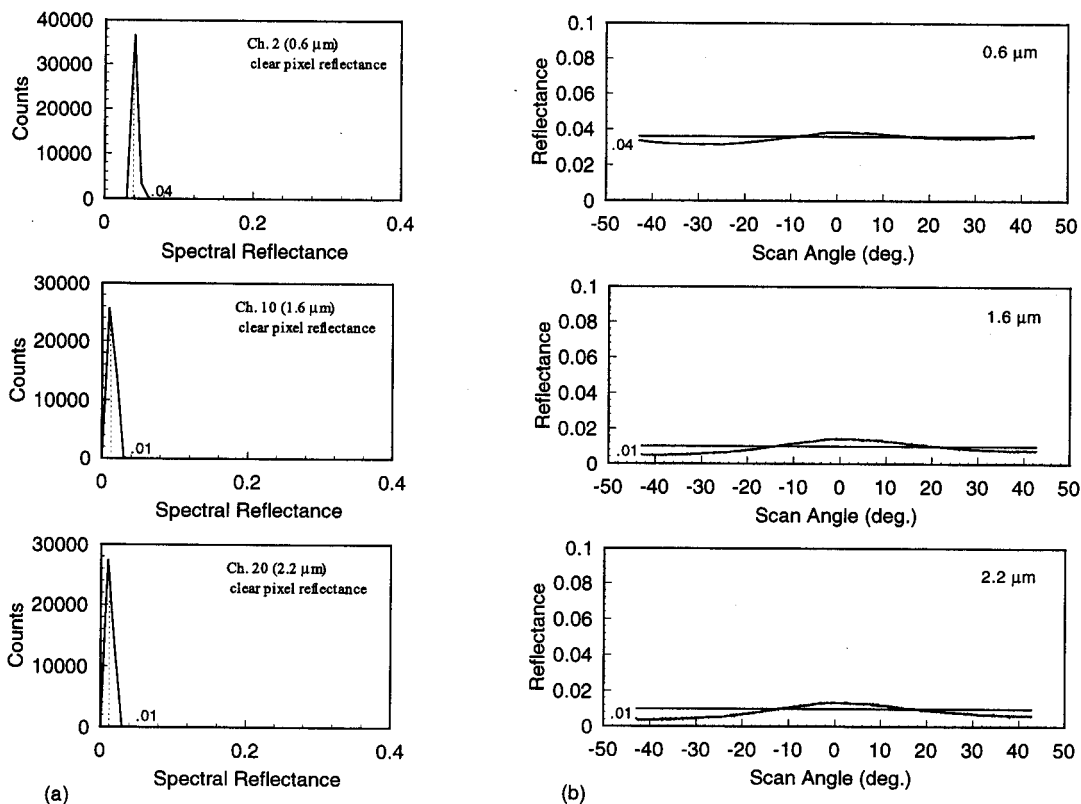 40000
30000
20000
10000
0
Counts
Ch. 2 (0.6 µm)
clear pixel reflectance
.04
0
0.2
0.4
Spectral Reflectance
30000
20000
10000
0
Counts
Ch. 10 (1.6 µm)
clear pixel reflectance
.01
0
0.2
0.4
Spectral Reflectance
30000
20000
10000
0
Counts
Ch. 20 (2.2 µm)
clear pixel reflectance
.01
0
0.2
0.4
Spectral Reflectance
(a)
0.1
0.08
0.06
0.04
0.02
0
Reflectance
0.6 µm
.04
-50 -40 -30 -20 -10 0 10 20 30 40 50
Scan Angle (deg.)
0.1
0.08
0.06
0.04
0.02
0
Reflectance
1.6 µm
.01
-50 -40 -30 -20 -10 0 10 20 30 40 50
Scan Angle (deg.)
0.1
0.08
0.06
0.04
0.02
0
Reflectance
2.2 µm
.01
-50 -40 -30 -20 -10 0 10 20 30 40 50
Scan Angle (deg.)
(b)